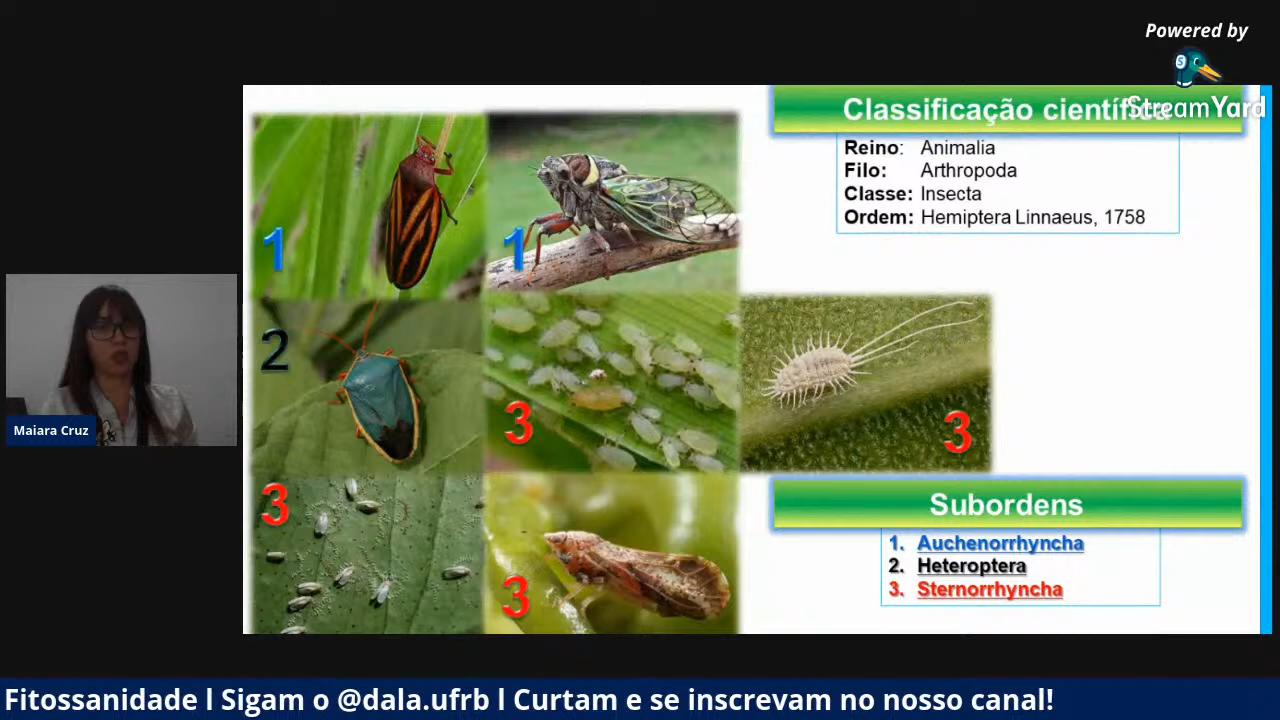 Powered by
StreamYard
Classificação científica
Reino: Animalia
Filo: Arthropoda
Classe: Insecta
Ordem: Hemiptera Linnaeus, 1758
1
1
2
3
3
3
3
Subordens
1. Auchenorrhyncha
2. Heteroptera
3. Sternorrhyncha
Maiara Cruz
Fitossanidade l Sigam o @dala.ufrb l Curtam e se inscrevam no nosso canal!